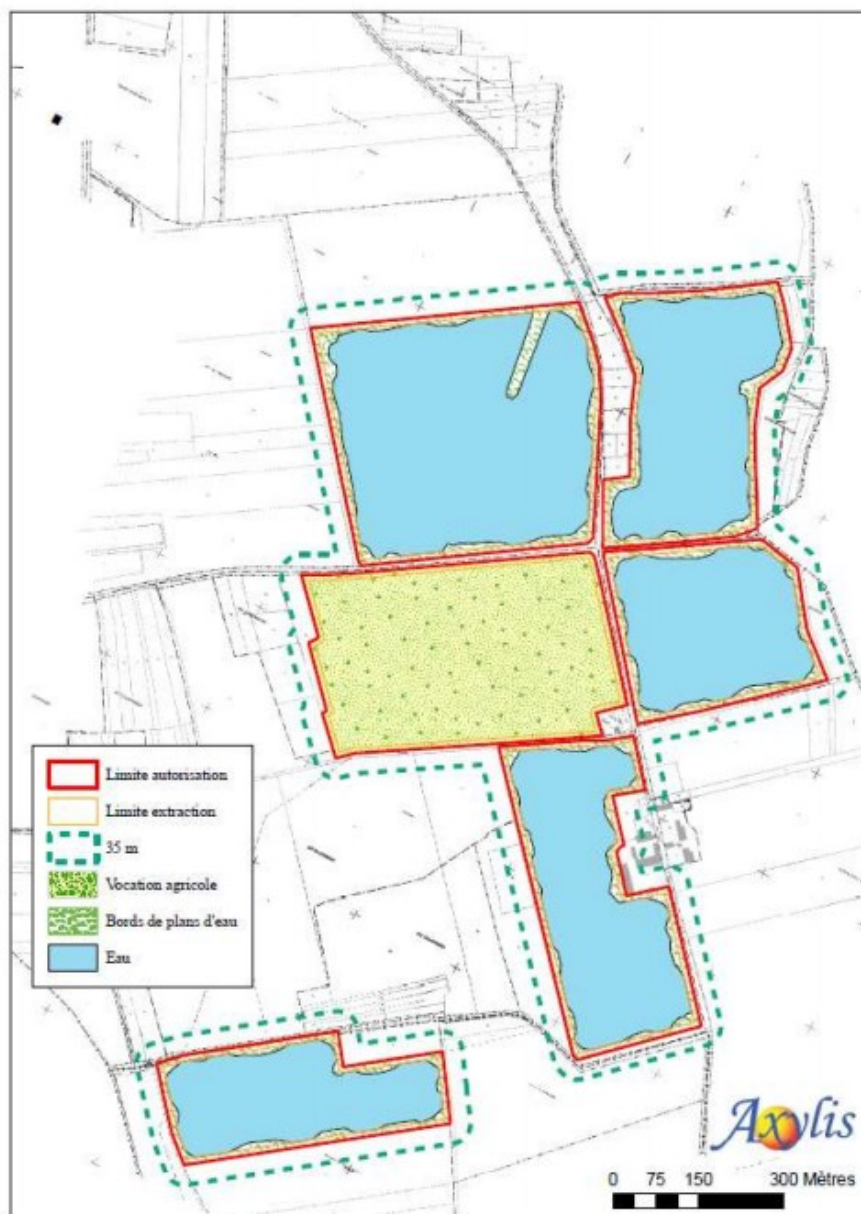 Limite autorisation
Limite extraction
35 m
Vocation agricole
Bords de plans d'eau
Eau
Axylis
0 75 150 300 Mètres